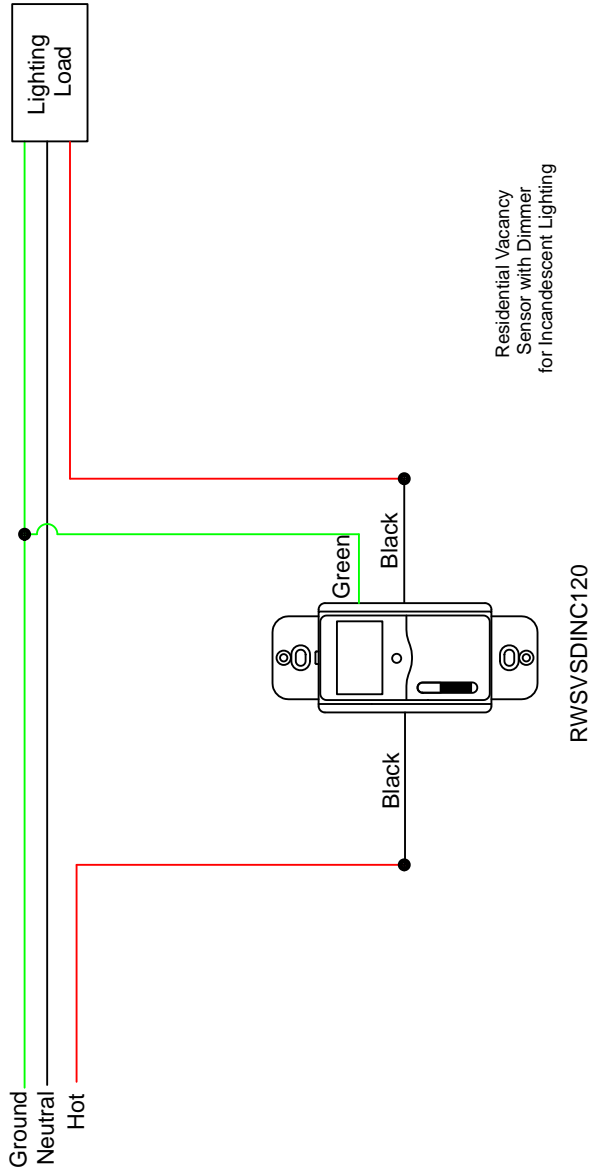 Ground
Neutral
Hot
Black
Green
Black
Lighting
Load
Residential Vacancy
Sensor with Dimmer
for Incandescent Lighting
RWSVSDINC120